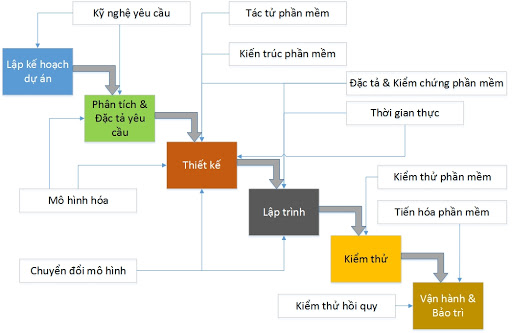 Kỹ nghệ yêu cầu
Tác tử phần mềm
Lập kế hoạch
dự án
Kiến trúc phần mềm
Đặc tả & Kiểm chứng phần mềm
Phân tích &
Đặc tả yêu
cầu
Thời gian thực
Thiết kế
Kiểm thử phần mềm
Mô hình hóa
Lập trình
Tiến hóa phần mềm
Kiểm thử
Chuyển đổi mô hình
Kiểm thử hồi quy
Vận hành &
Bảo trì